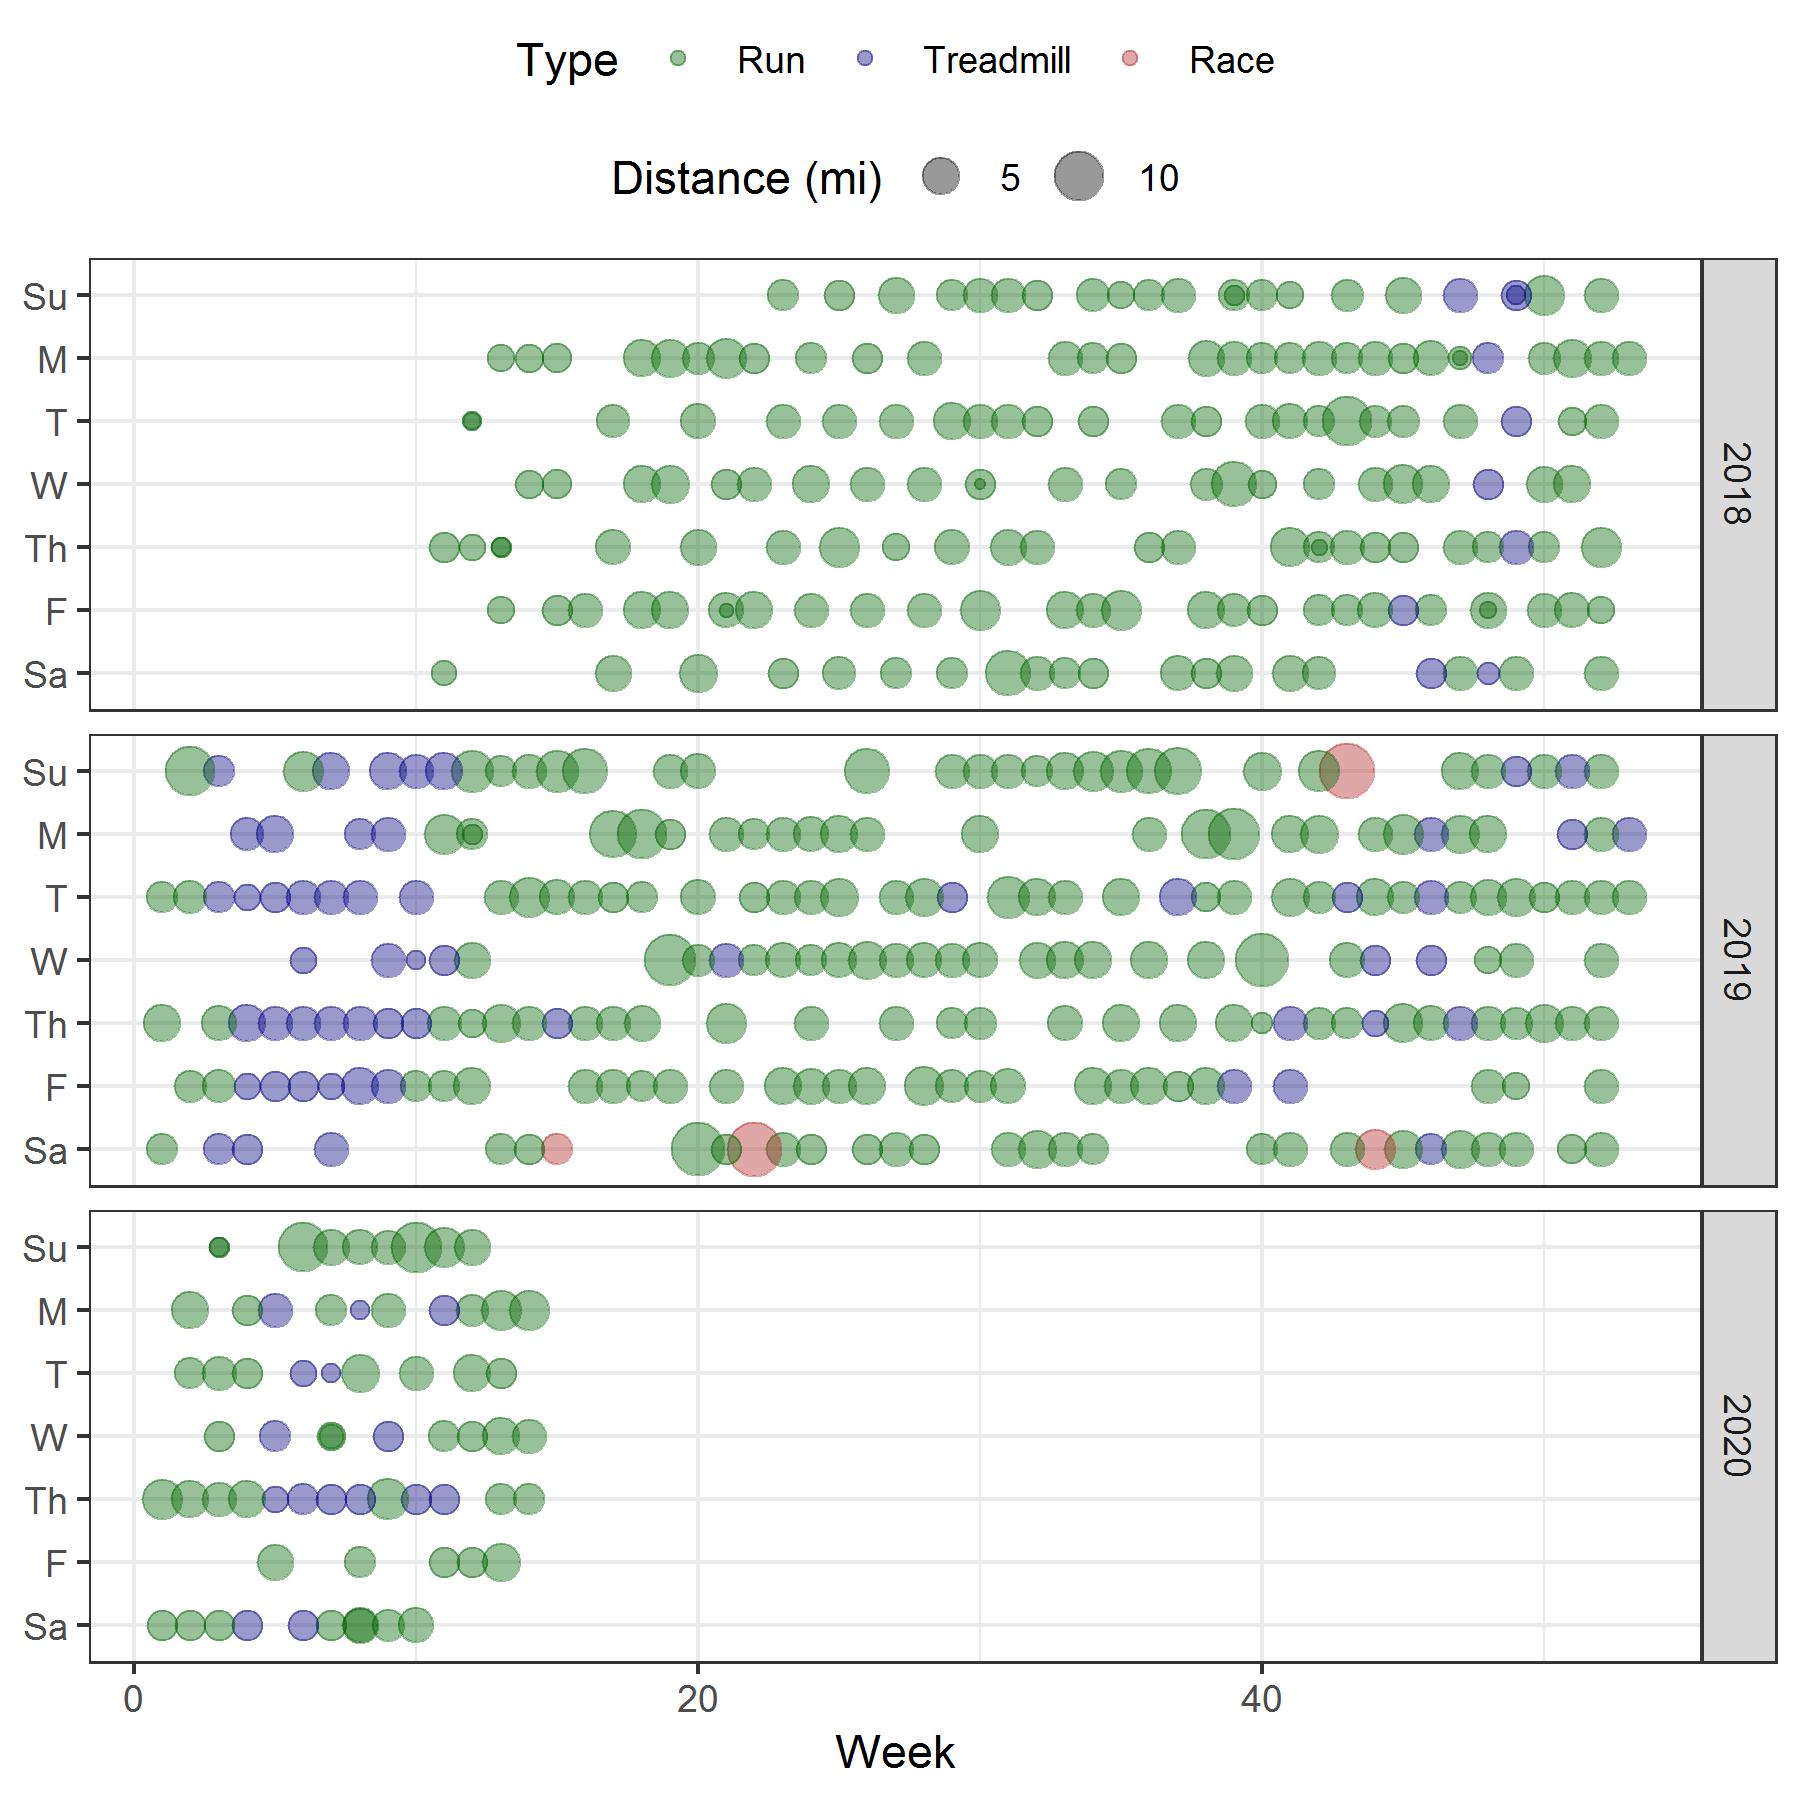 Type Run Treadmill Race
Distance (mi) 5 10
Su
M
T
W
Th
F
Sa
2018
Su
M
T
W
Th
F
Sa
2019
Su
M
T
W
Th
F
Sa
2020
0 20 40
Week